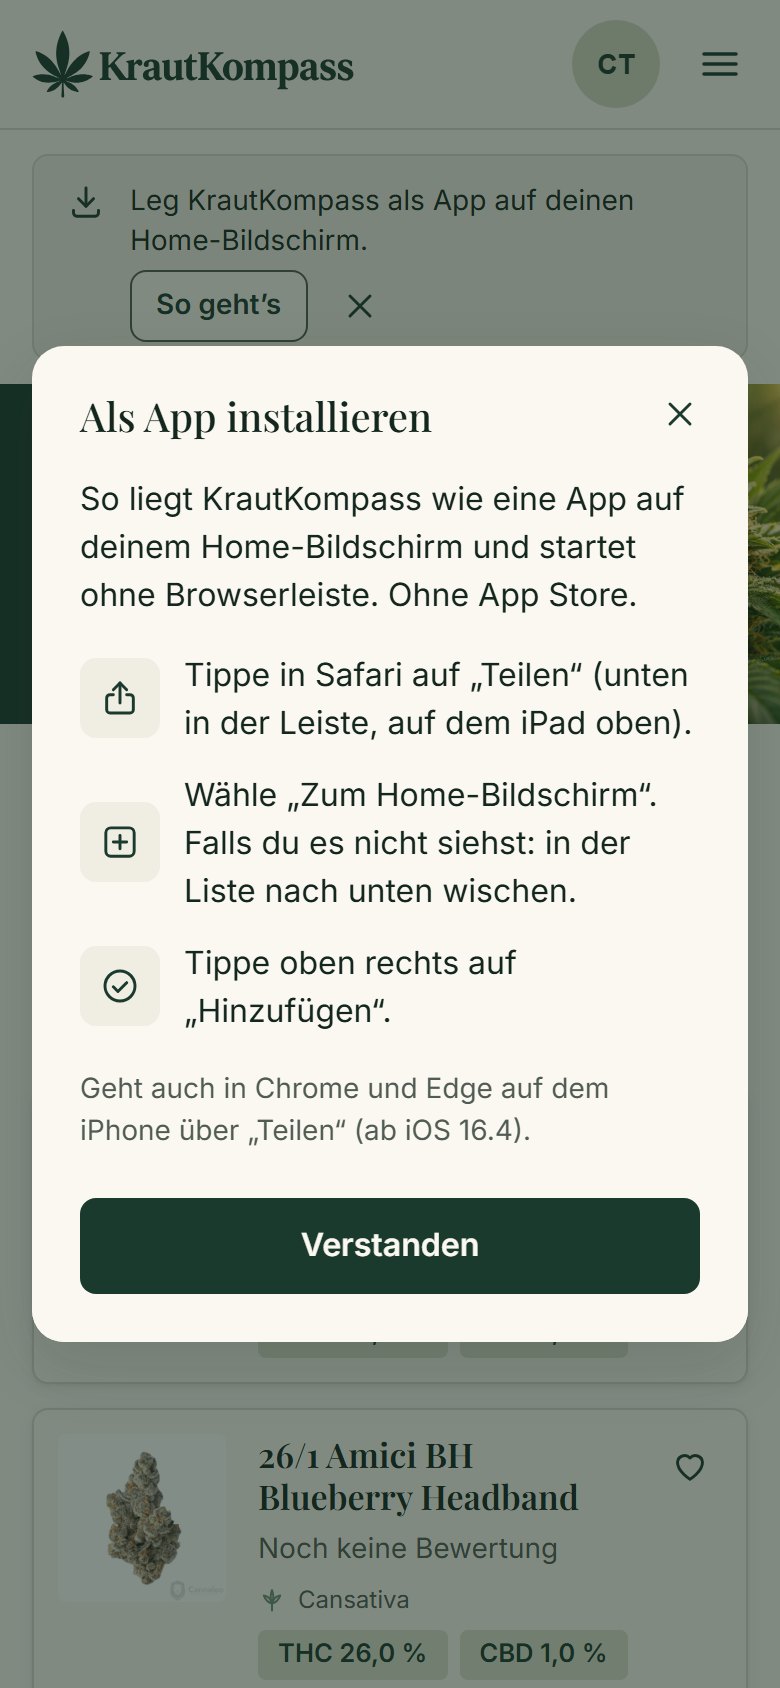 KrautKompass
CT
Leg KrautKompass als App auf deinen
Home-Bildschirm.
So geht’s
Als App installieren
So liegt KrautKompass wie eine App auf
deinem Home-Bildschirm und startet
ohne Browserleiste. Ohne App Store.
Tippe in Safari auf „Teilen“ (unten
in der Leiste, auf dem iPad oben).
Wähle „Zum Home-Bildschirm“.
Falls du es nicht siehst: in der
Liste nach unten wischen.
Tippe oben rechts auf
„Hinzufügen“.
Geht auch in Chrome und Edge auf dem
iPhone über „Teilen“ (ab iOS 16.4).
Verstanden
26/1 Amici BH
Blueberry Headband
Noch keine Bewertung
Cansativa
THC 26,0 %
CBD 1,0 %